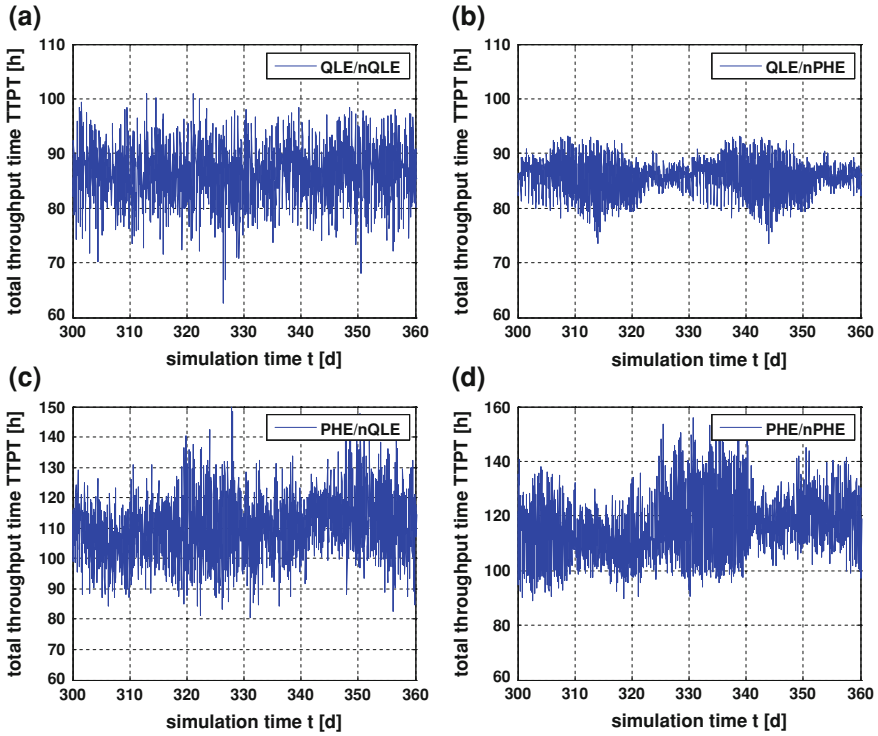 (a)
QLE/nQLE
total throughput time TTPT [h]
110
100
90
80
70
60
300 310 320 330 340 350 360
simulation time t [d]
(b)
QLE/nPHE
total throughput time TTPT [h]
110
100
90
80
70
60
300 310 320 330 340 350 360
simulation time t [d]
(c)
PHE/nQLE
total throughput time TTPT [h]
150
140
130
120
110
100
90
80
70
60
300 310 320 330 340 350 360
simulation time t [d]
(d)
PHE/nPHE
total throughput time TTPT [h]
160
140
120
100
80
60
300 310 320 330 340 350 360
simulation time t [d]